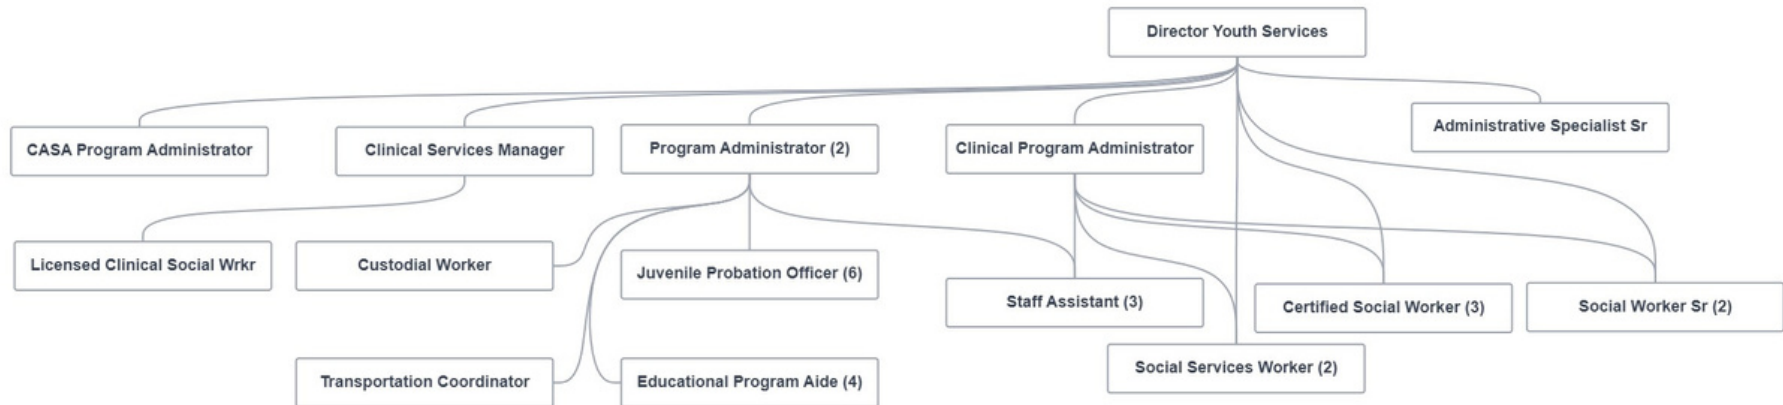 Director Youth Services
Administrative Specialist Sr
CASA Program Administrator
Clinical Services Manager
Program Administrator (2)
Clinical Program Administrator
Licensed Clinical Social Wrkr
Custodial Worker
Juvenile Probation Officer (6)
Staff Assistant (3)
Certified Social Worker (3)
Social Worker Sr (2)
Social Services Worker (2)
Transportation Coordinator
Educational Program Aide (4)